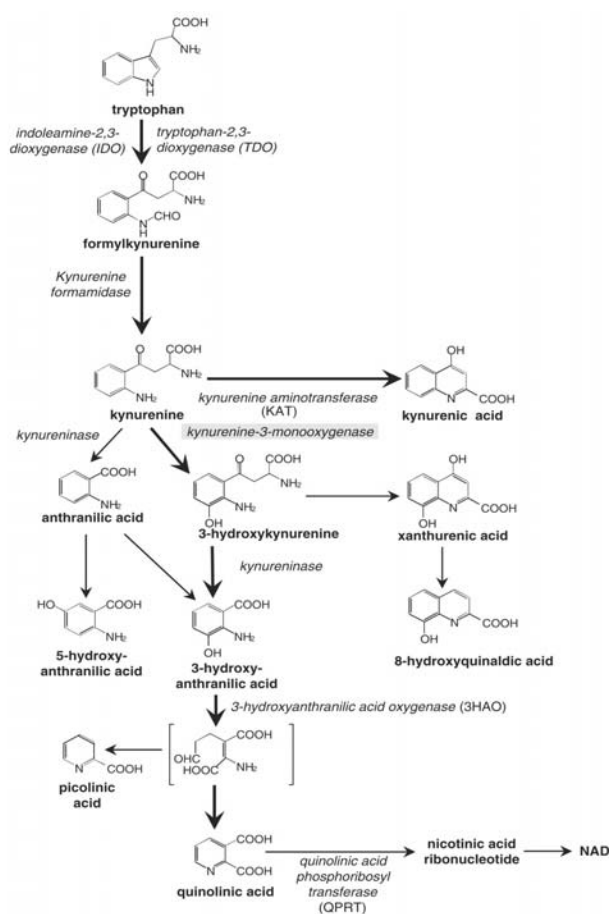 COOH
NH₂
N
H
tryptophan
indoleamine-2,3-
dioxygenase (IDO)
tryptophan-2,3-
dioxygenase (TDO)
O
COOH
NH₂
N
H
CHO
formylkynurenine
Kynurenine
formamidase
O
COOH
NH₂
NH₂
kynurenine
kynurenine aminotransferase
(KAT)
OH
N
COOH
kynurenic acid
kynureninase
kynurenine-3-monooxygenase
COOH
NH₂
anthranilic acid
O
COOH
NH₂
NH₂
OH
3-hydroxykynurenine
OH
N
COOH
OH
xanthurenic acid
kynureninase
HO
COOH
NH₂
5-hydroxy-
anthranilic acid
COOH
NH₂
OH
3-hydroxy-
anthranilic acid
N
COOH
OH
8-hydroxyquinaldic acid
3-hydroxyanthranilic acid oxygenase (3HAO)
N
COOH
picolinic
acid
COOH
OHC
HOOC
NH₂
COOH
N
COOH
quinolinic acid
quinolinic acid
phosphoribosyl
transferase
(QPRT)
nicotinic acid
ribonucleotide
NAD